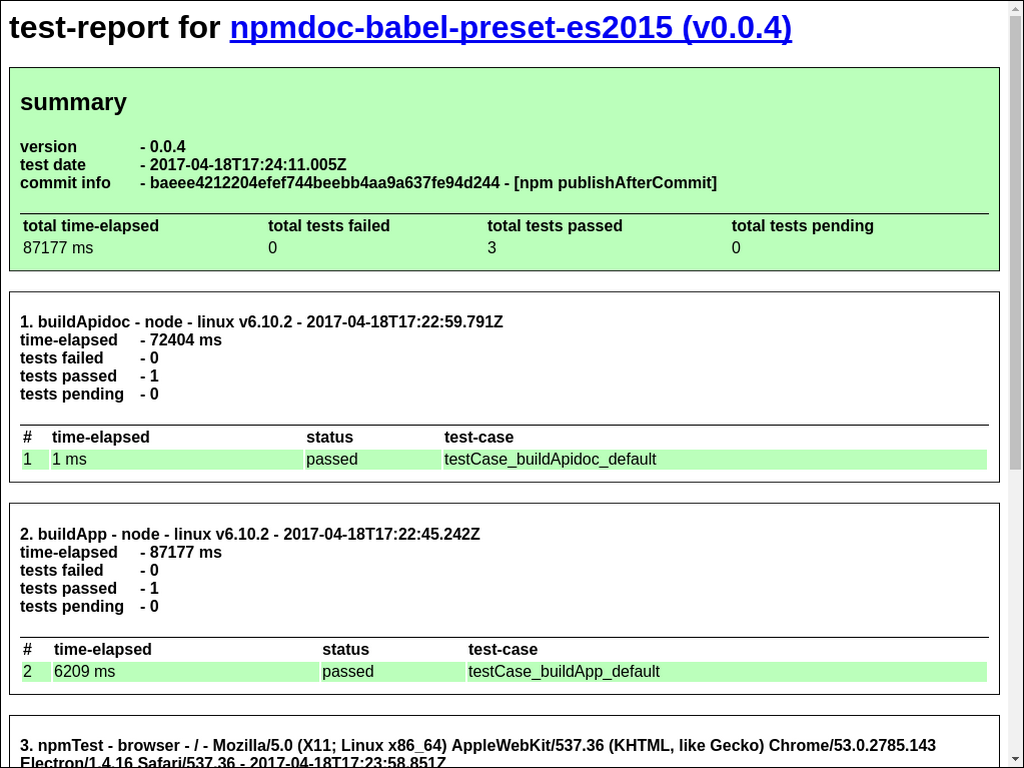 test-report for npmdoc-babel-preset-es2015 (v0.0.4)
summary
version - 0.0.4
test date - 2017-04-18T17:24:11.005Z
commit info - baeee4212204efef744beebb4aa9a637fe94d244 - [npm publishAfterCommit]
total time-elapsed total tests failed total tests passed total tests pending
87177 ms 0 3 0
1. buildApidoc - node - linux v6.10.2 - 2017-04-18T17:22:59.791Z
time-elapsed - 72404 ms
tests failed - 0
tests passed - 1
tests pending - 0
# time-elapsed status test-case
1 1 ms passed testCase_buildApidoc_default
2. buildApp - node - linux v6.10.2 - 2017-04-18T17:22:45.242Z
time-elapsed - 87177 ms
tests failed - 0
tests passed - 1
tests pending - 0
# time-elapsed status test-case
2 6209 ms passed testCase_buildApp_default
3. npmTest - browser - / - Mozilla/5.0 (X11; Linux x86_64) AppleWebKit/537.36 (KHTML, like Gecko) Chrome/53.0.2785.143
Electron/1.4.16 Safari/537.36 - 2017-04-18T17:23:58.851Z